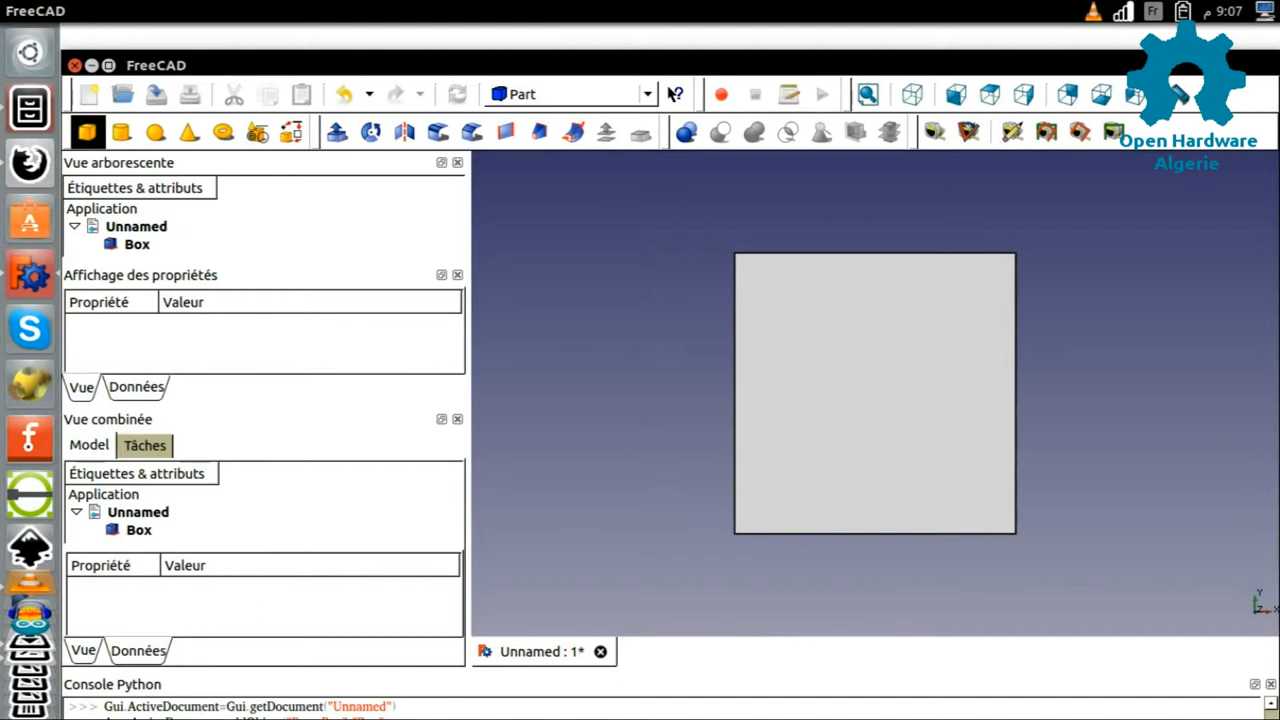 FreeCAD
Fr
م 9:07
FreeCAD
Part
Open Hardware
Algerie
Vue arborescente
Étiquettes & attributs
Application
Unnamed
Box
Affichage des propriétés
Propriété Valeur
Vue Données
Vue combinée
Model Tâches
Étiquettes & attributs
Application
Unnamed
Box
Propriété Valeur
Vue Données
Unnamed : 1*
Console Python
>>> Gui.ActiveDocument=Gui.getDocument("Unnamed")
Y
Z X